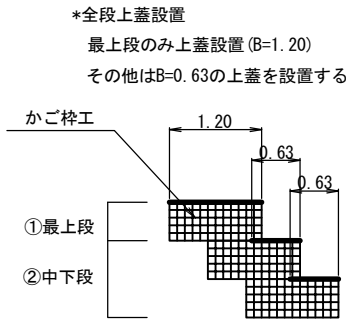 *全段上蓋設置
最上段のみ上蓋設置(B=1.20)
その他はB=0.63の上蓋を設置する
かご枠工
1.20
0.63
0.63
①最上段
②中下段